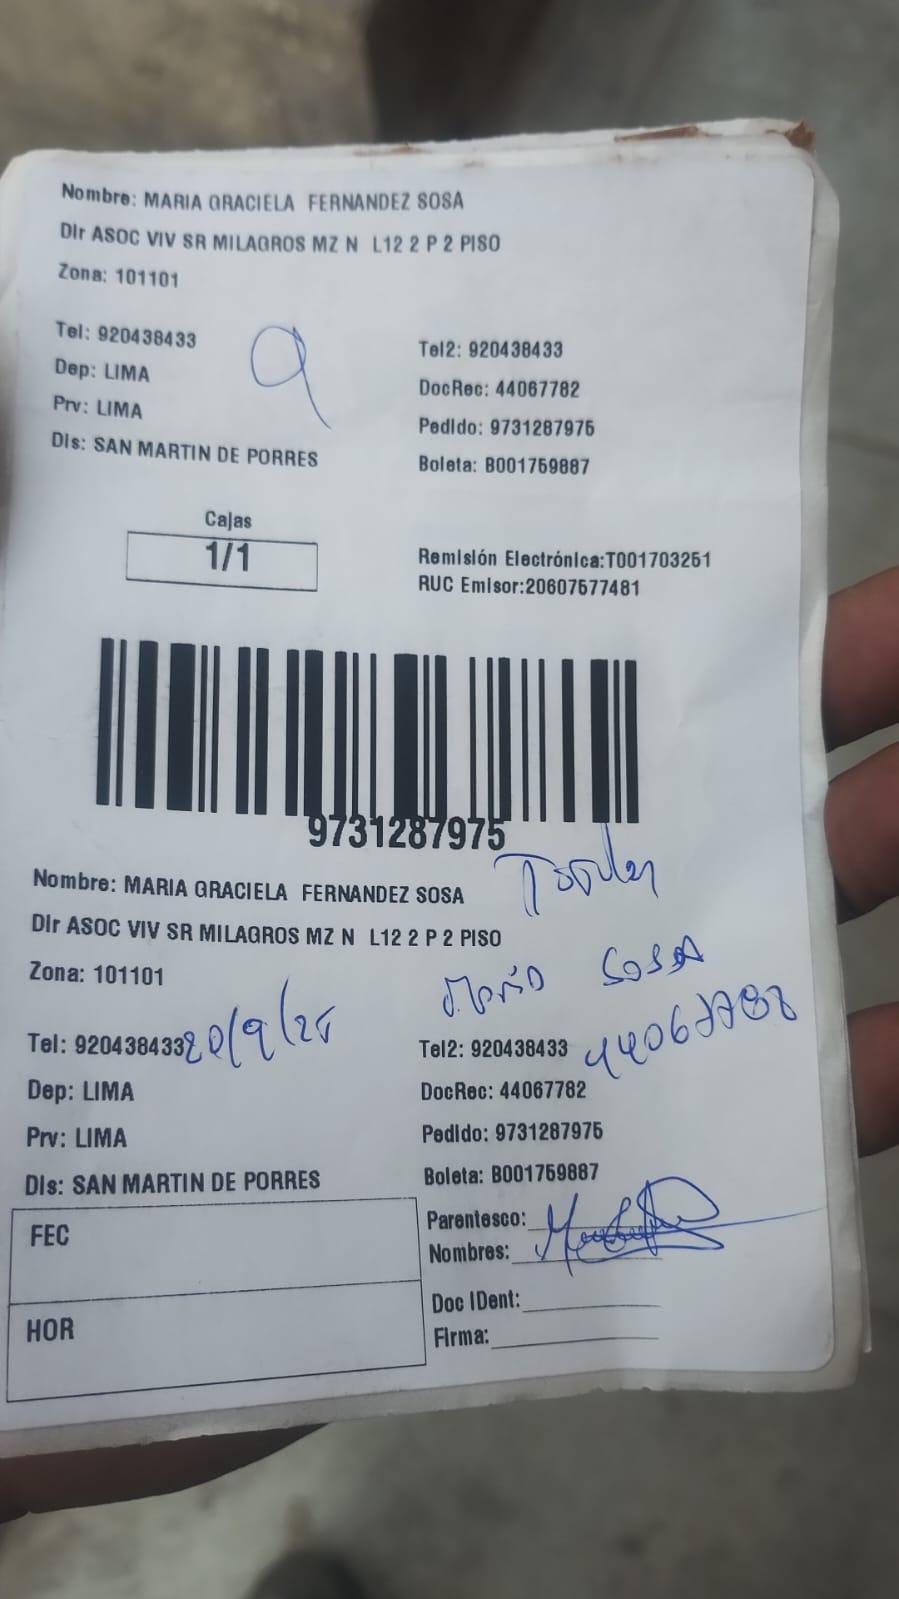 Nombre: MARIA GRACIELA FERNANDEZ SOSA
Dir ASOC VIV SR MILAGROS MZ N L12 2 P 2 PISO
Zona: 101101
Tel: 920438433
Tel2: 920438433
Dep: LIMA
DocRec: 44067782
Prv: LIMA
Pedido: 9731287975
Dis: SAN MARTIN DE PORRES
Boleta: B001759887
Cajas
1/1
Remisión Electrónica:T001703251
RUC Emisor:20607577481
9731287975
Nombre: MARIA GRACIELA FERNANDEZ SOSA
Dir ASOC VIV SR MILAGROS MZ N L12 2 P 2 PISO
Zona: 101101
SOSA
Tel: 920438433 20/9/25
Tel2: 920438433
Dep: LIMA
DocRec: 44067782
Prv: LIMA
Pedido: 9731287975
Dis: SAN MARTIN DE PORRES
Boleta: B001759887
FEC
Parentesco:
Nombres:
HOR
Doc IDent:
Firma: